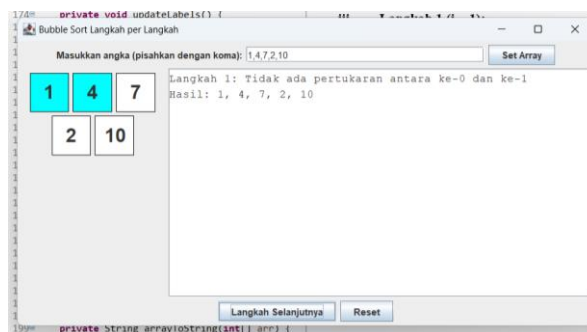 174 private void updateLabels() {
Bubble Sort Langkah per Langkah
Masukkan angka (pisahkan dengan koma): 1,4,7,2,10 Set Array
Langkah 1: Tidak ada pertukaran antara ke-0 dan ke-1
Hasil: 1, 4, 7, 2, 10
1 4 7
2 10
Langkah Selanjutnya Reset
199 private String arrayToString(int[] arr) {